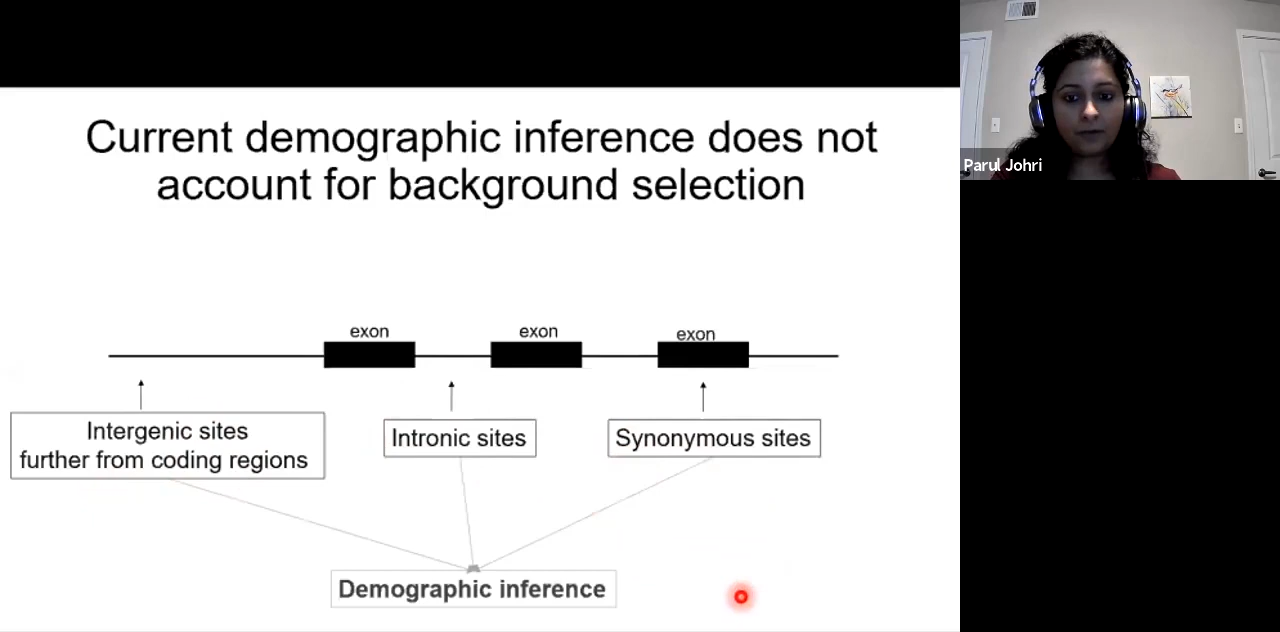 Current demographic inference does not
account for background selection
exon
exon
exon
Intergenic sites
further from coding regions
Intronic sites
Synonymous sites
Demographic inference
Parul Johri